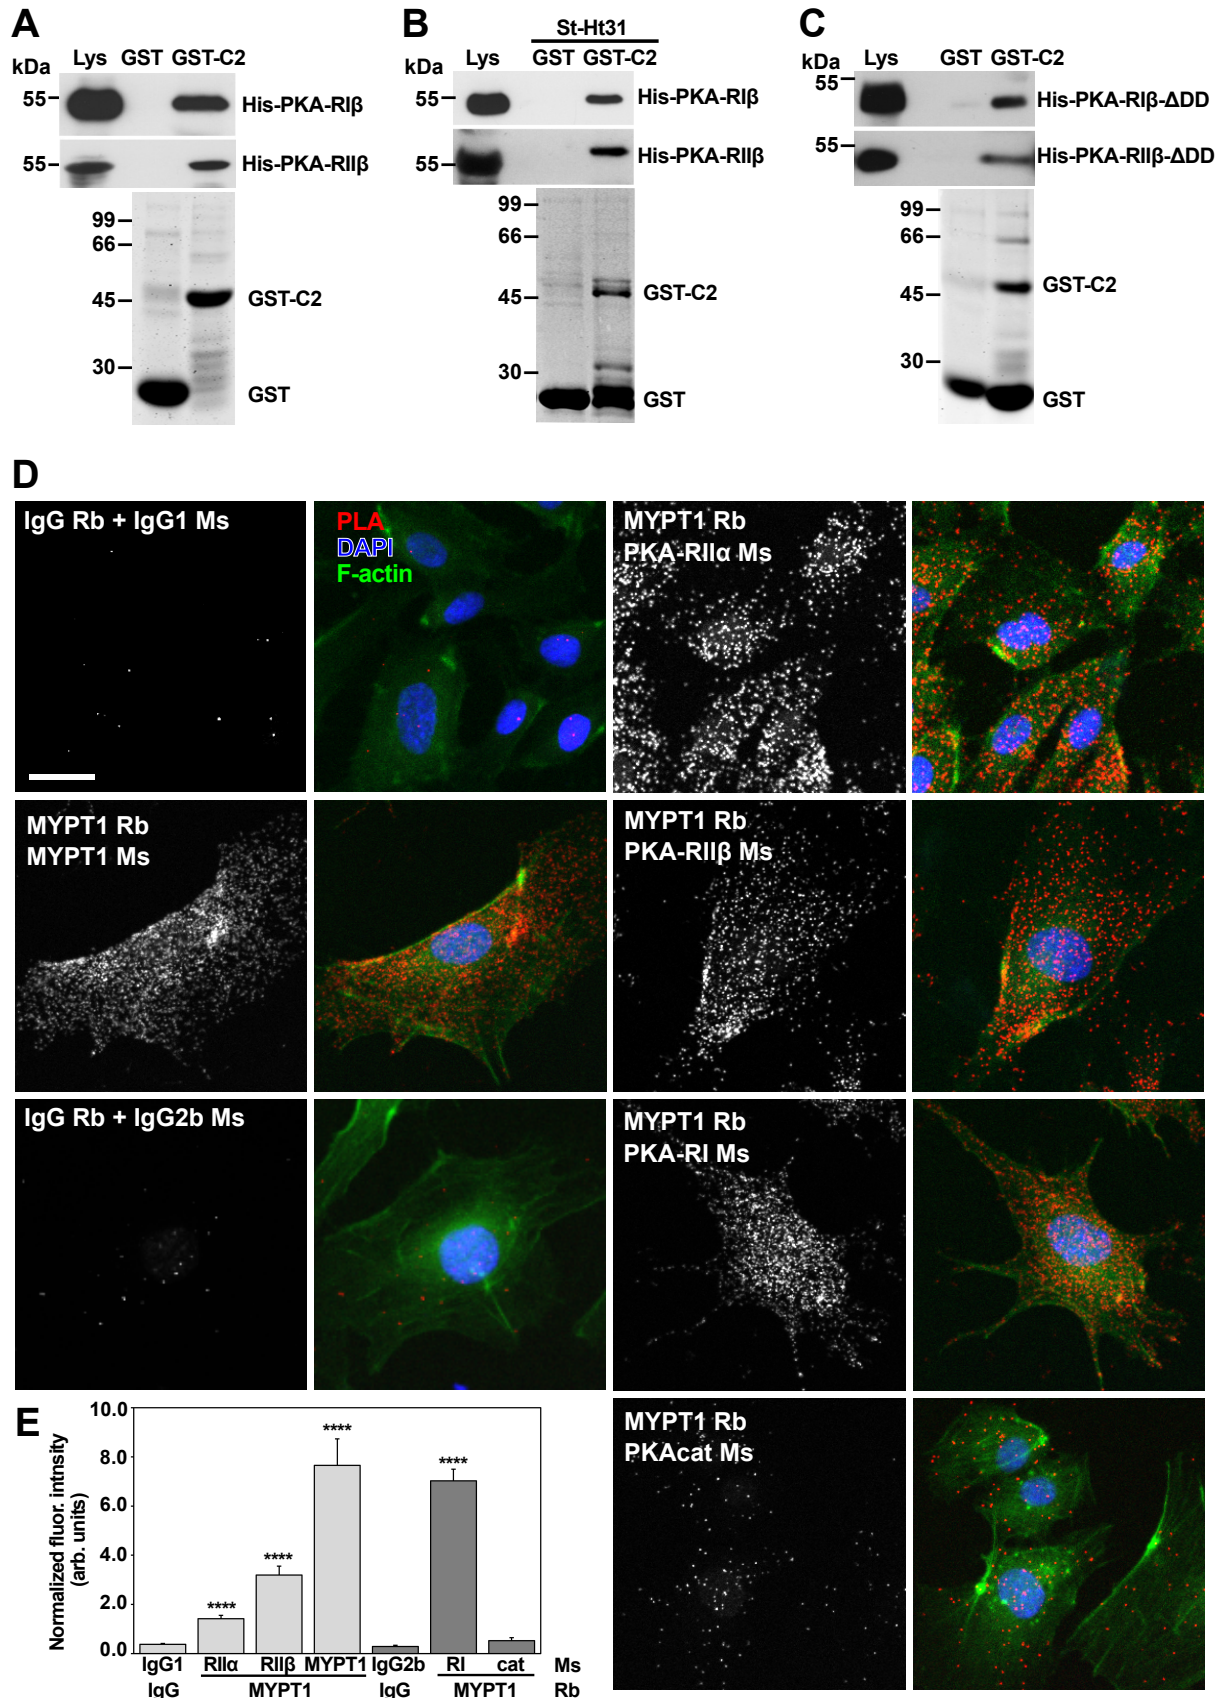 A
kDa
Lys GST GST-C2
55
His-PKA-RIβ
55
His-PKA-RIIβ
99
66
45
30
GST-C2
GST
B
St-Ht31
kDa
Lys GST GST-C2
55
His-PKA-RIβ
55
His-PKA-RIIβ
99
66
45
30
GST-C2
GST
C
kDa
Lys GST GST-C2
55
His-PKA-RIβ-ΔDD
55
His-PKA-RIIβ-ΔDD
99
66
45
30
GST-C2
GST
D
IgG Rb + IgG1 Ms
PLA
DAPI
F-actin
MYPT1 Rb
PKA-RIIα Ms
MYPT1 Rb
MYPT1 Ms
MYPT1 Rb
PKA-RIIβ Ms
IgG Rb + IgG2b Ms
MYPT1 Rb
PKA-RI Ms
MYPT1 Rb
PKAcat Ms
E
Normalized fluor. intnsity
(arb. units)
10.0
8.0
6.0
4.0
2.0
0.0
****
****
****
****
IgG1 RIIα RIIβ MYPT1 IgG2b RI cat Ms
IgG MYPT1 IgG MYPT1 Rb